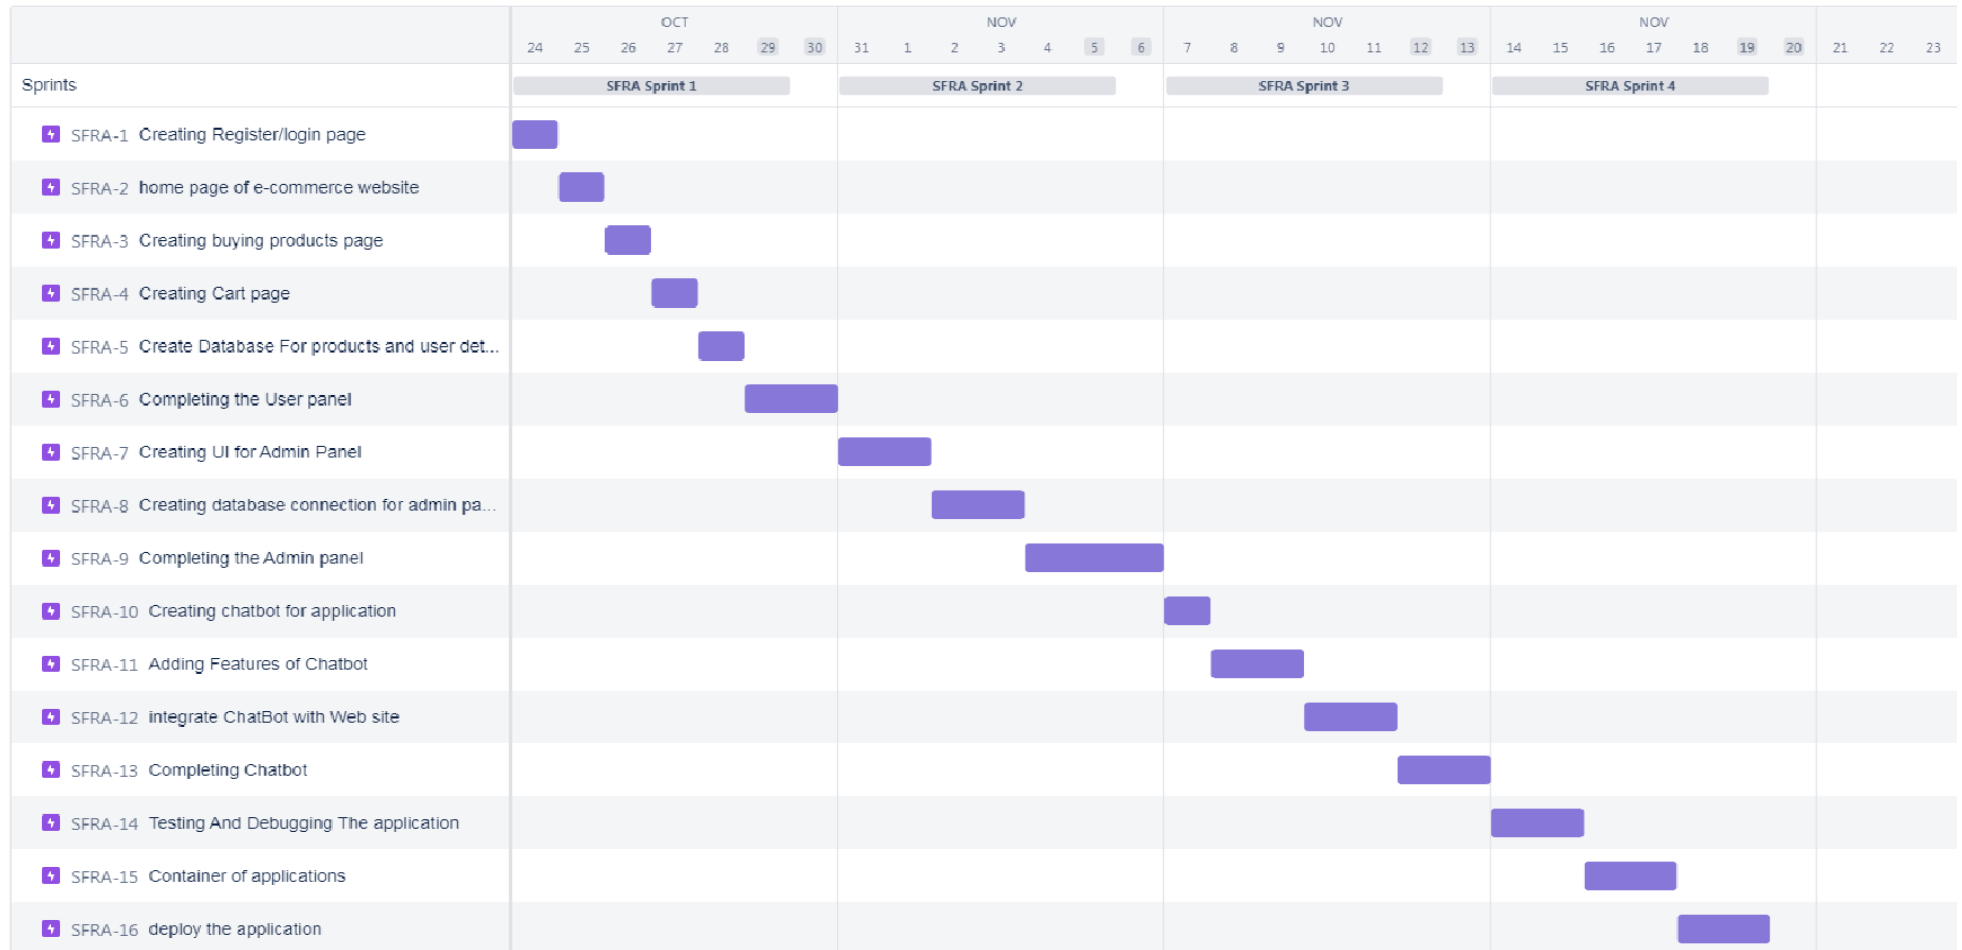 OCT NOV NOV NOV
24 25 26 27 28 29 30 31 1 2 3 4 5 6 7 8 9 10 11 12 13 14 15 16 17 18 19 20 21 22 23
Sprints SFRA Sprint 1 SFRA Sprint 2 SFRA Sprint 3 SFRA Sprint 4
SFRA-1 Creating Register/login page
SFRA-2 home page of e-commerce website
SFRA-3 Creating buying products page
SFRA-4 Creating Cart page
SFRA-5 Create Database For products and user det...
SFRA-6 Completing the User panel
SFRA-7 Creating UI for Admin Panel
SFRA-8 Creating database connection for admin pa...
SFRA-9 Completing the Admin panel
SFRA-10 Creating chatbot for application
SFRA-11 Adding Features of Chatbot
SFRA-12 integrate ChatBot with Web site
SFRA-13 Completing Chatbot
SFRA-14 Testing And Debugging The application
SFRA-15 Container of applications
SFRA-16 deploy the application